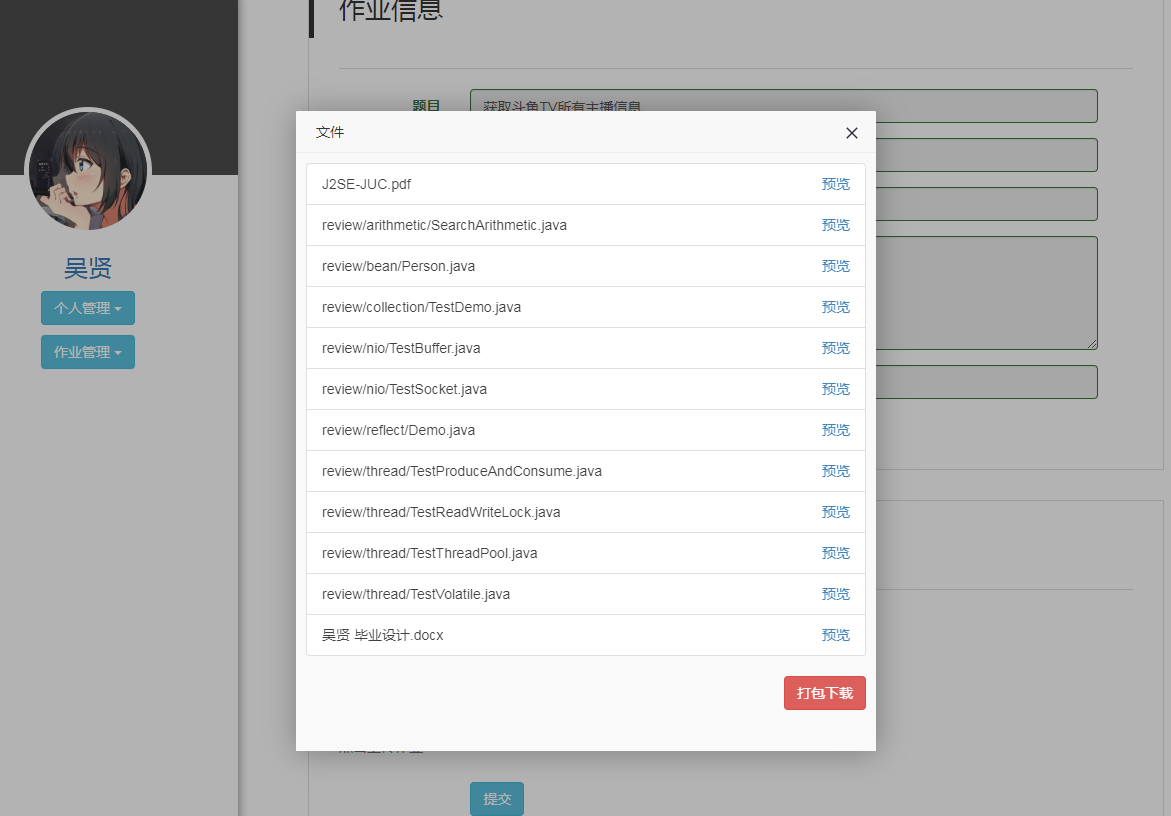 作业信息
题目
获取斗鱼TV所有主播信息
吴贤
个人管理
作业管理
文件
J2SE-JUC.pdf 预览
review/arithmetic/SearchArithmetic.java 预览
review/bean/Person.java 预览
review/collection/TestDemo.java 预览
review/nio/TestBuffer.java 预览
review/nio/TestSocket.java 预览
review/reflect/Demo.java 预览
review/thread/TestProduceAndConsume.java 预览
review/thread/TestReadWriteLock.java 预览
review/thread/TestThreadPool.java 预览
review/thread/TestVolatile.java 预览
吴贤 毕业设计.docx 预览
打包下载
提交